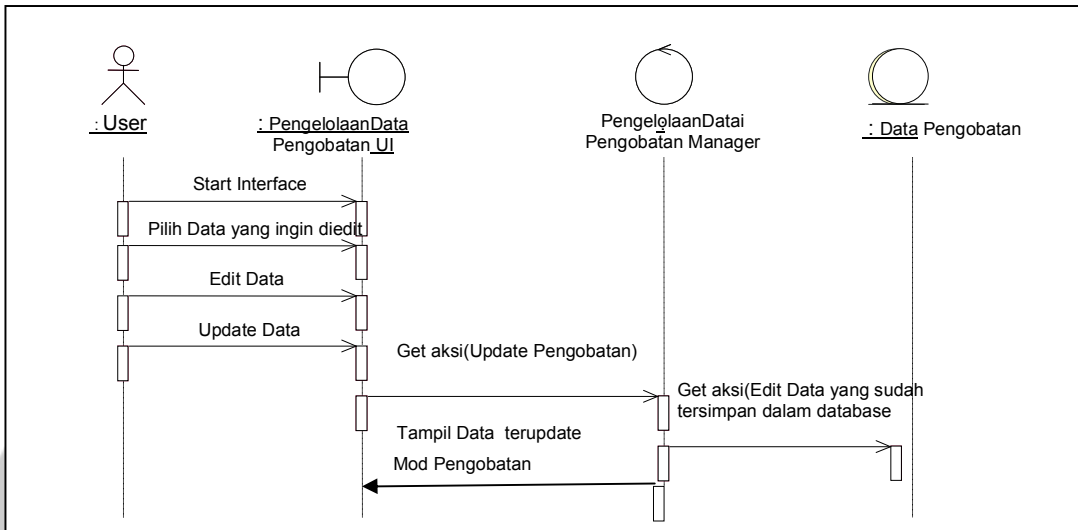 : User
: PengelolaanData
Pengobatan UI
PengelolaanDatai
:
Pengobatan Manager
: Data Pengobatan
Start Interface
Pilih Data yang ingin diedit
Edit Data
Update Data
Get aksi(Update Pengobatan)
Get aksi(Edit Data yang sudah
tersimpan dalam database
Tampil Data terupdate
Mod Pengobatan